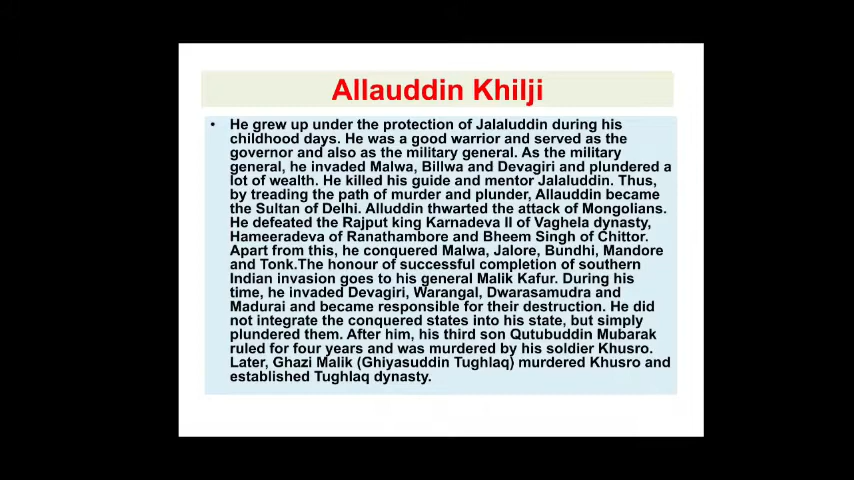 Allauddin Khilji
• He grew up under the protection of Jalaluddin during his
childhood days. He was a good warrior and served as the
governor and also as the military general. As the military
general, he invaded Malwa, Billwa and Devagiri and plundered a
lot of wealth. He killed his guide and mentor Jalaluddin. Thus,
by treading the path of murder and plunder, Allauddin became
the Sultan of Delhi. Alluddin thwarted the attack of Mongolians.
He defeated the Rajput king Karnadeva II of Vaghela dynasty,
Hameeradeva of Ranathambore and Bheem Singh of Chittor.
Apart from this, he conquered Malwa, Jalore, Bundhi, Mandore
and Tonk.The honour of successful completion of southern
Indian invasion goes to his general Malik Kafur. During his
time, he invaded Devagiri, Warangal, Dwarasamudra and
Madurai and became responsible for their destruction. He did
not integrate the conquered states into his state, but simply
plundered them. After him, his third son Qutubuddin Mubarak
ruled for four years and was murdered by his soldier Khusro.
Later, Ghazi Malik (Ghiyasuddin Tughlaq) murdered Khusro and
established Tughlaq dynasty.